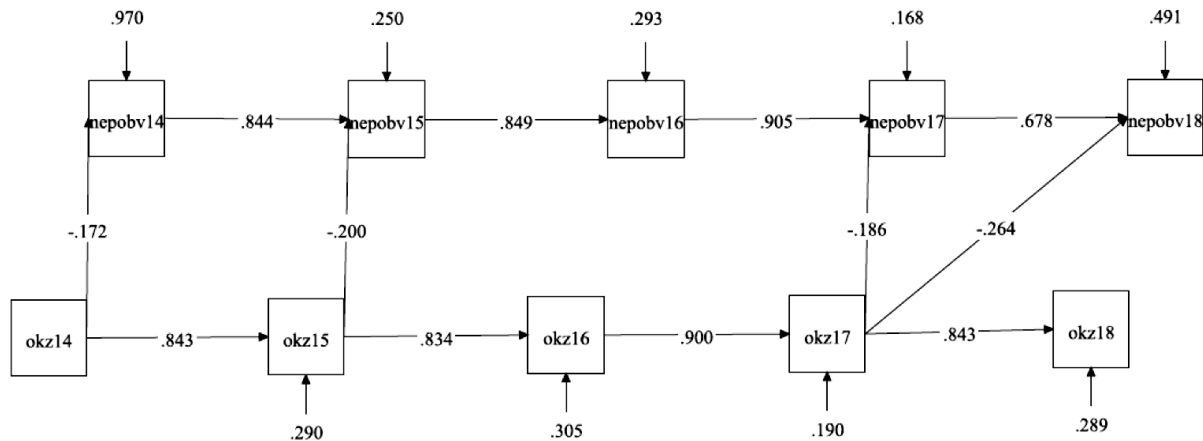 .970 .250 .293 .168 .491
nepobv14 .844 nepobv15 .849 nepobv16 .905 nepobv17 .678 nepobv18
-.172 -.200 -.186 -.264
okz14 .843 okz15 .834 okz16 .900 okz17 .843 okz18
.290 .305 .190 .289